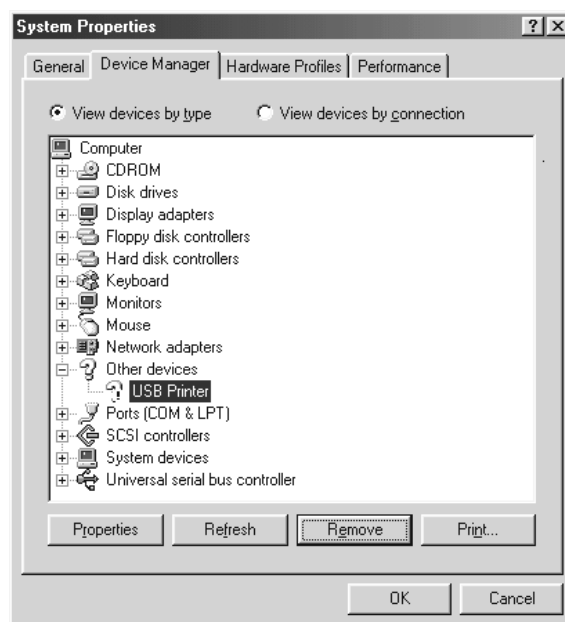 System Properties
General Device Manager Hardware Profiles Performance
View devices by type View devices by connection
Computer
CDROM
Disk drives
Display adapters
Floppy disk controllers
Hard disk controllers
Keyboard
Monitors
Mouse
Network adapters
Other devices
USB Printer
Ports (COM & LPT)
SCSI controllers
System devices
Universal serial bus controller
Properties Refresh Remove Print...
OK Cancel